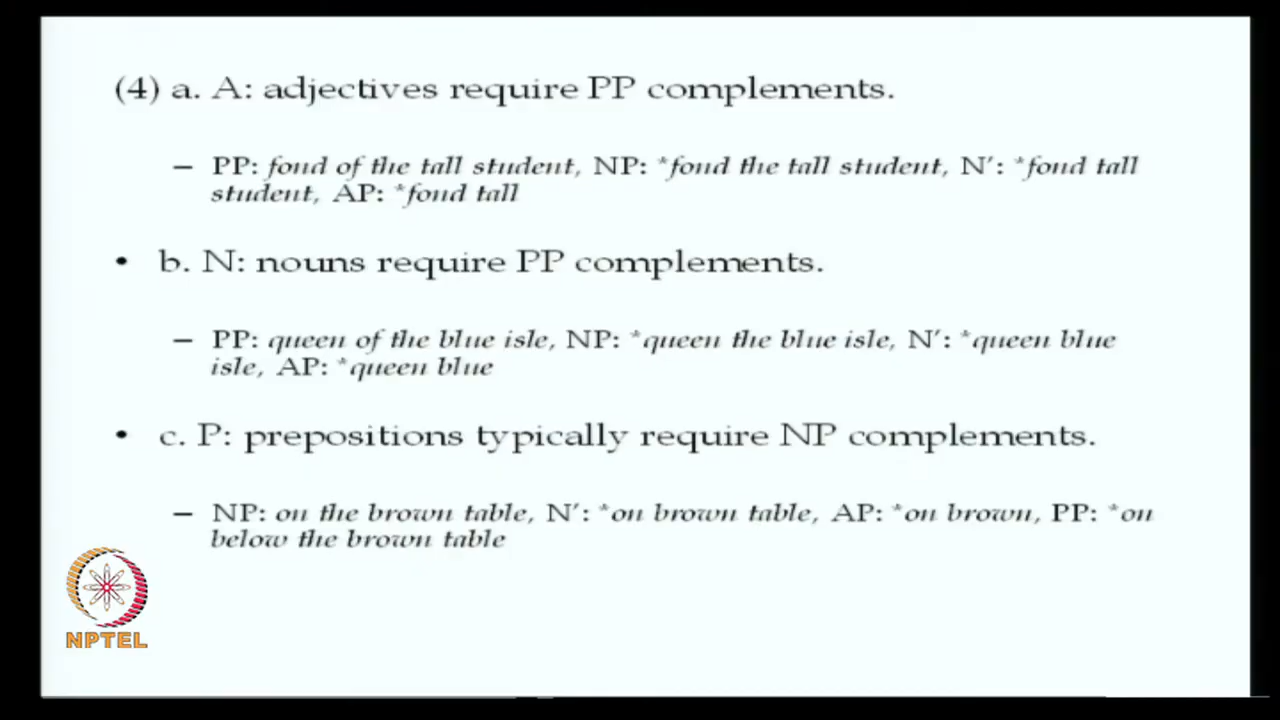 (4) a. A: adjectives require PP complements.
– PP: fond of the tall student, NP: *fond the tall student, N′: *fond tall
student, AP: *fond tall
• b. N: nouns require PP complements.
– PP: queen of the blue isle, NP: *queen the blue isle, N′: *queen blue
isle, AP: *queen blue
• c. P: prepositions typically require NP complements.
– NP: on the brown table, N′: *on brown table, AP: *on brown, PP: *on
below the brown table
NPTEL